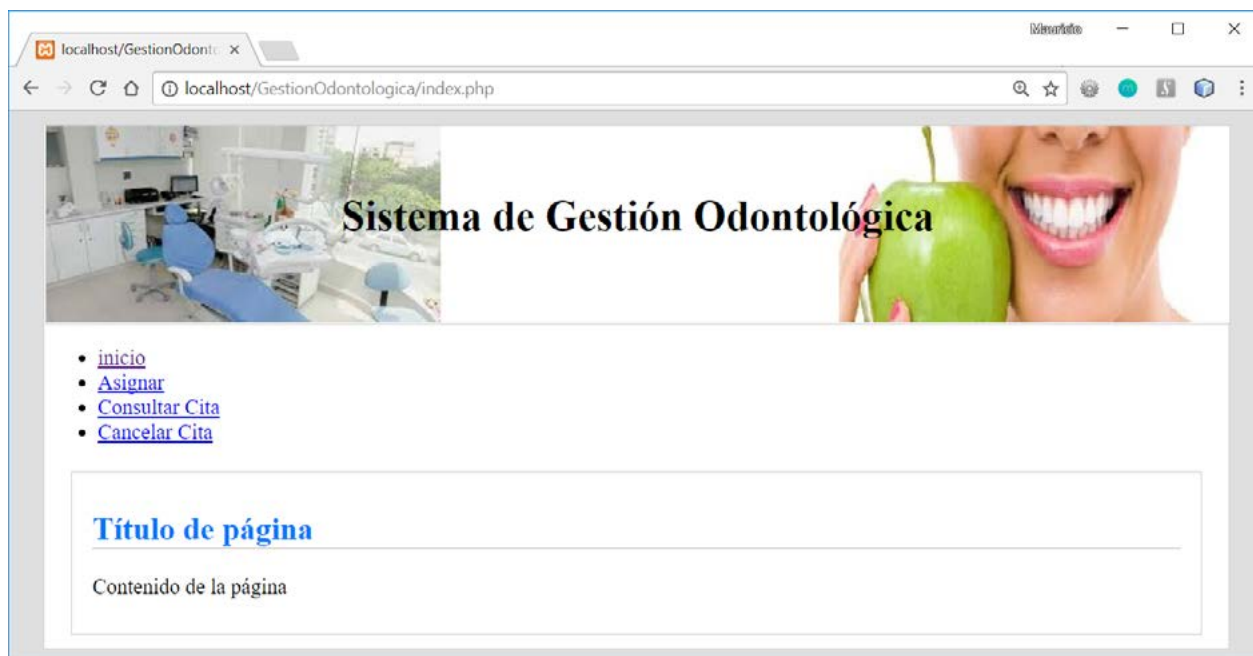 Mauricio
localhost/GestionOdonto
localhost/GestionOdontologica/index.php
Sistema de Gestión Odontológica
inicio
Asignar
Consultar Cita
Cancelar Cita
Título de página
Contenido de la página